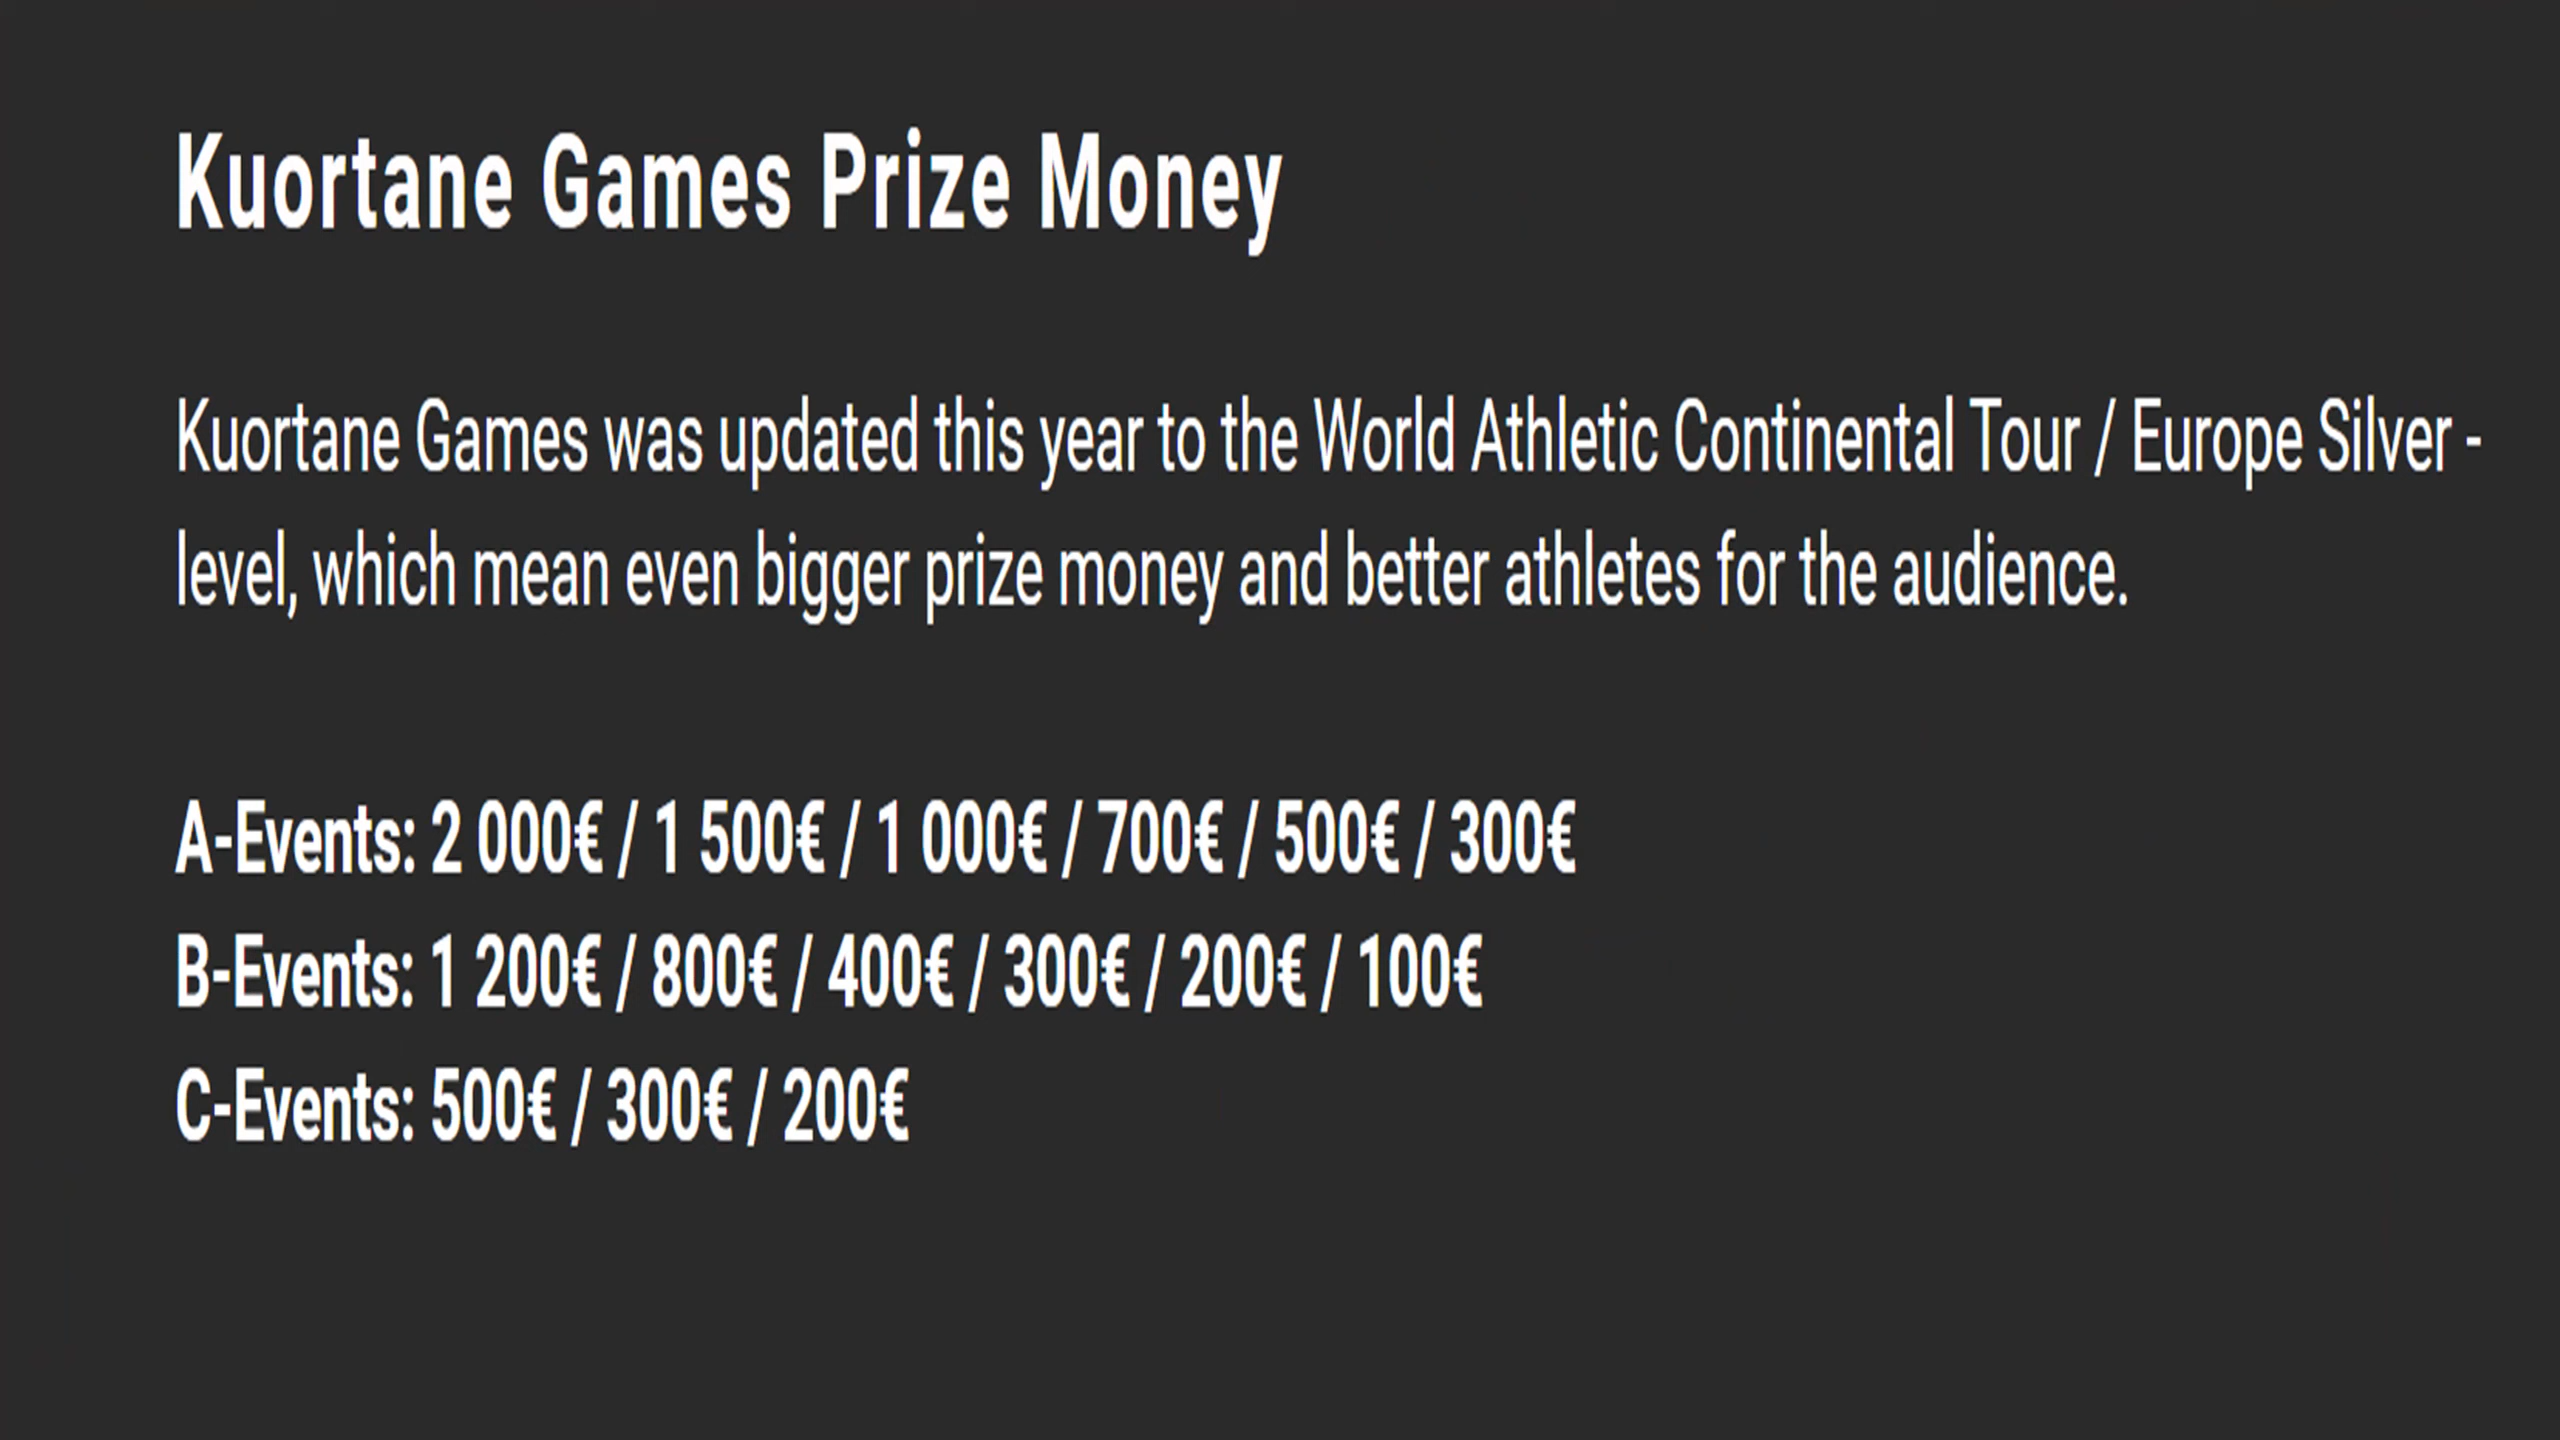 Kuortane Games Prize Money
Kuortane Games was updated this year to the World Athletic Continental Tour / Europe Silver -
level, which mean even bigger prize money and better athletes for the audience.
A-Events: 2 000€ / 1 500€ / 1 000€ / 700€ / 500€ / 300€
B-Events: 1 200€ / 800€ / 400€ / 300€ / 200€ / 100€
C-Events: 500€ / 300€ / 200€